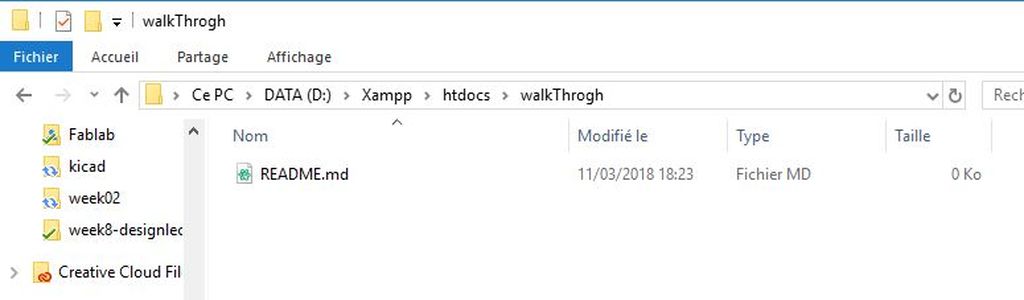 walkThrogh
Fichier Accueil Partage Affichage
Ce PC DATA (D:) Xampp htdocs walkThrogh Rech
Nom Modifié le Type Taille
Fablab
README.md 11/03/2018 18:23 Fichier MD 0 Ko
kicad
week02
week8-designlec
Creative Cloud Fil